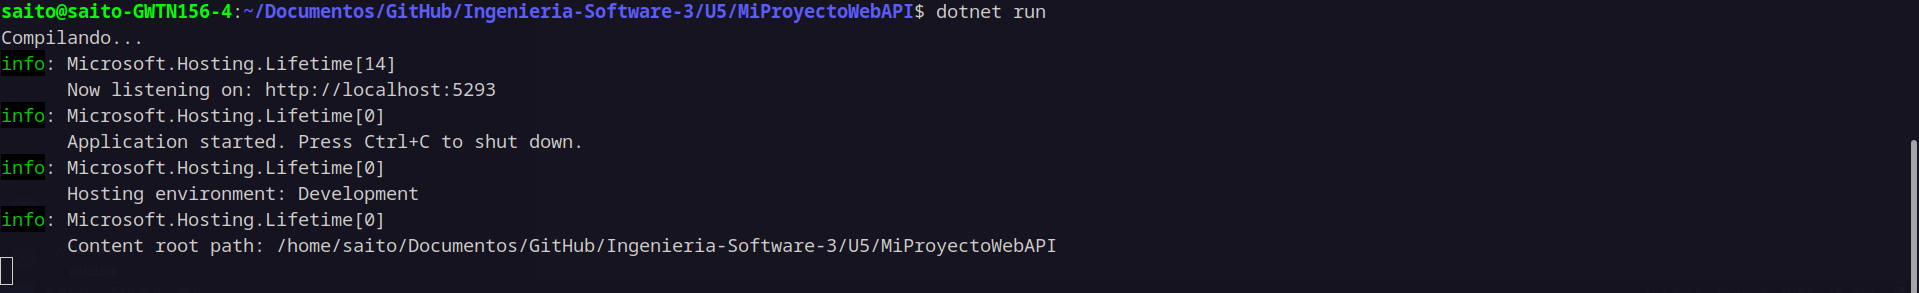 saito@saito-GWTN156-4:~/Documentos/GitHub/Ingenieria-Software-3/U5/MiProyectoWebAPI$ dotnet run
Compilando...
info: Microsoft.Hosting.Lifetime[14]
      Now listening on: http://localhost:5293
info: Microsoft.Hosting.Lifetime[0]
      Application started. Press Ctrl+C to shut down.
info: Microsoft.Hosting.Lifetime[0]
      Hosting environment: Development
info: Microsoft.Hosting.Lifetime[0]
      Content root path: /home/saito/Documentos/GitHub/Ingenieria-Software-3/U5/MiProyectoWebAPI